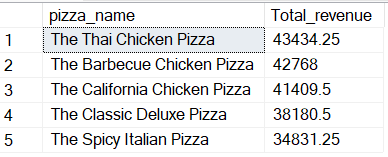 pizza_name Total_revenue
1 The Thai Chicken Pizza 43434.25
2 The Barbecue Chicken Pizza 42768
3 The California Chicken Pizza 41409.5
4 The Classic Deluxe Pizza 38180.5
5 The Spicy Italian Pizza 34831.25